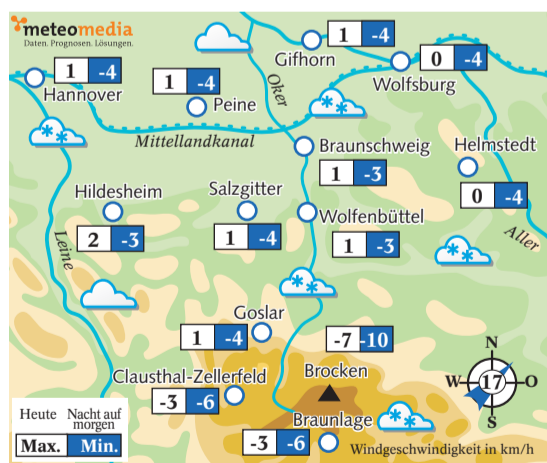 meteomedia
Daten. Prognosen. Lösungen.
1 -4
Gifhorn
0 -4
Wolfsburg
1 -4
Hannover
1 -4
Peine
Oker
Mittellandkanal
Braunschweig
1 -3
Helmstedt
0 -4
Hildesheim
2 -3
Salzgitter
1 -4
Wolfenbüttel
1 -3
Leine
Aller
Goslar
1 -4
-7 -10
Brocken
Clausthal-Zellerfeld
-3 -6
Braunlage
-3 -6
N
W 17 O
S
Heute Nacht auf
morgen
Max. Min.
Windgeschwindigkeit in km/h